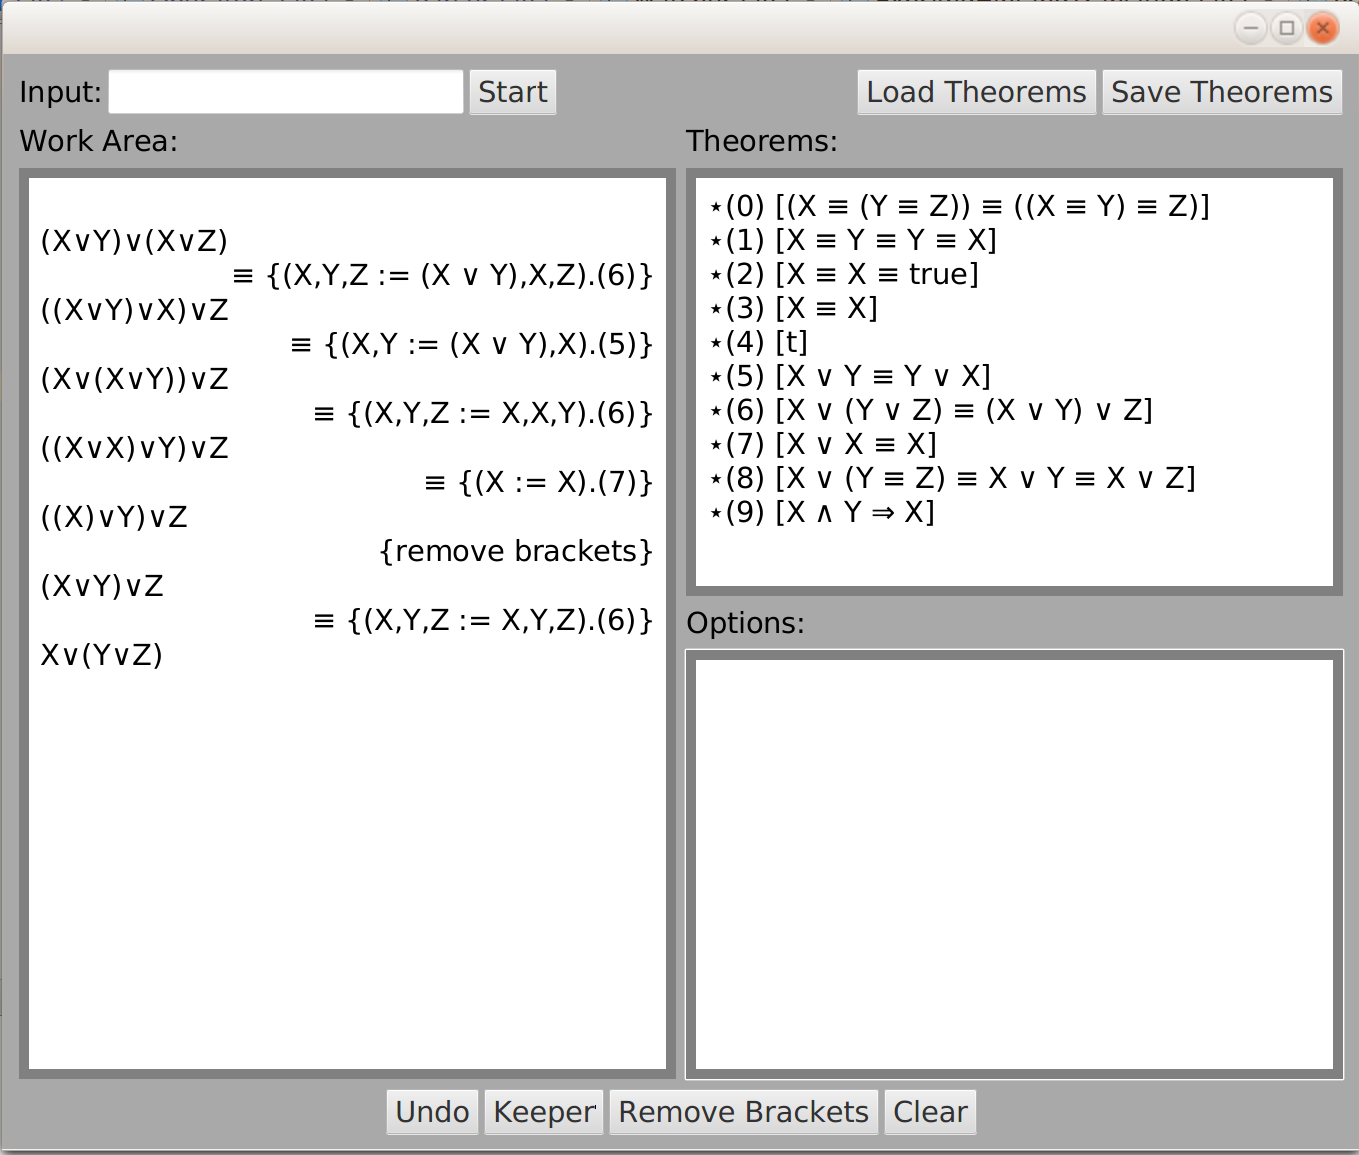 Input: Start Load Theorems Save Theorems
Work Area:
(X∨Y)∨(X∨Z)
≡ {(X,Y,Z := (X ∨ Y),X,Z).(6)}
((X∨Y)∨X)∨Z
≡ {(X,Y := (X ∨ Y),X).(5)}
(X∨(X∨Y))∨Z
≡ {(X,Y,Z := X,X,Y).(6)}
((X∨X)∨Y)∨Z
≡ {(X := X).(7)}
((X)∨Y)∨Z
{remove brackets}
(X∨Y)∨Z
≡ {(X,Y,Z := X,Y,Z).(6)}
X∨(Y∨Z)
Theorems:
⋆(0) [(X ≡ (Y ≡ Z)) ≡ ((X ≡ Y) ≡ Z)]
⋆(1) [X ≡ Y ≡ Y ≡ X]
⋆(2) [X ≡ X ≡ true]
⋆(3) [X ≡ X]
⋆(4) [t]
⋆(5) [X ∨ Y ≡ Y ∨ X]
⋆(6) [X ∨ (Y ∨ Z) ≡ (X ∨ Y) ∨ Z]
⋆(7) [X ∨ X ≡ X]
⋆(8) [X ∨ (Y ≡ Z) ≡ X ∨ Y ≡ X ∨ Z]
⋆(9) [X ∧ Y ⇒ X]
Options:
Undo Keeper Remove Brackets Clear